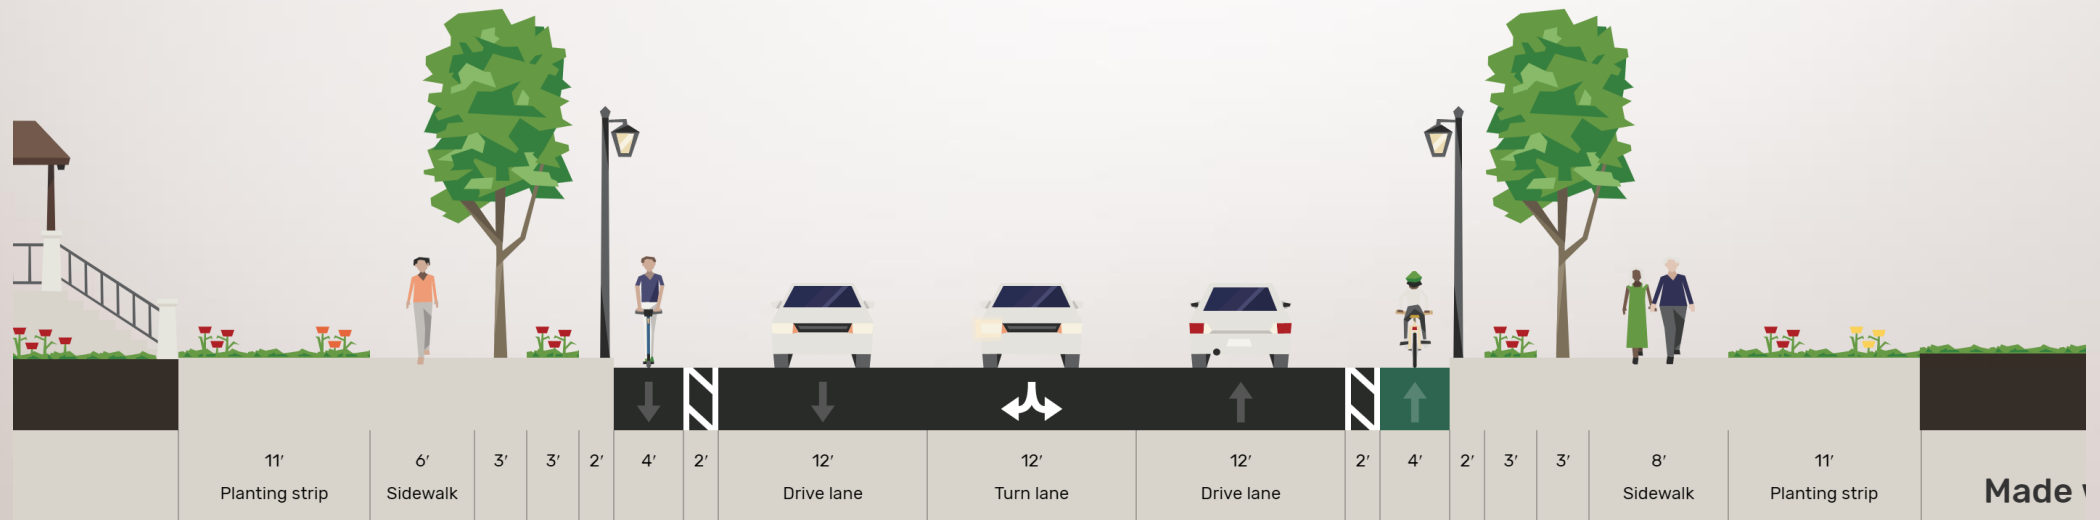 11′ 6′ 3′ 3′ 2′ 4′ 2′ 12′ 12′ 12′ 2′ 4′ 2′ 3′ 3′ 8′ 11′
Planting strip Sidewalk Drive lane Turn lane Drive lane Sidewalk Planting strip
Made